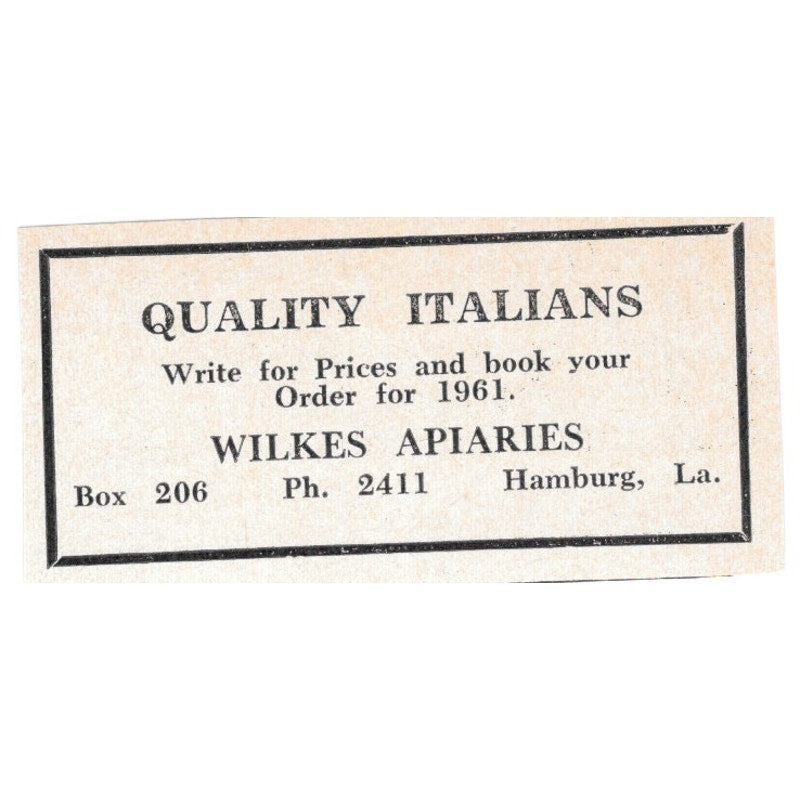 QUALITY ITALIANS
Write for Prices and book your
Order for 1961.
WILKES APIARIES
Box 206 Ph. 2411 Hamburg, La.